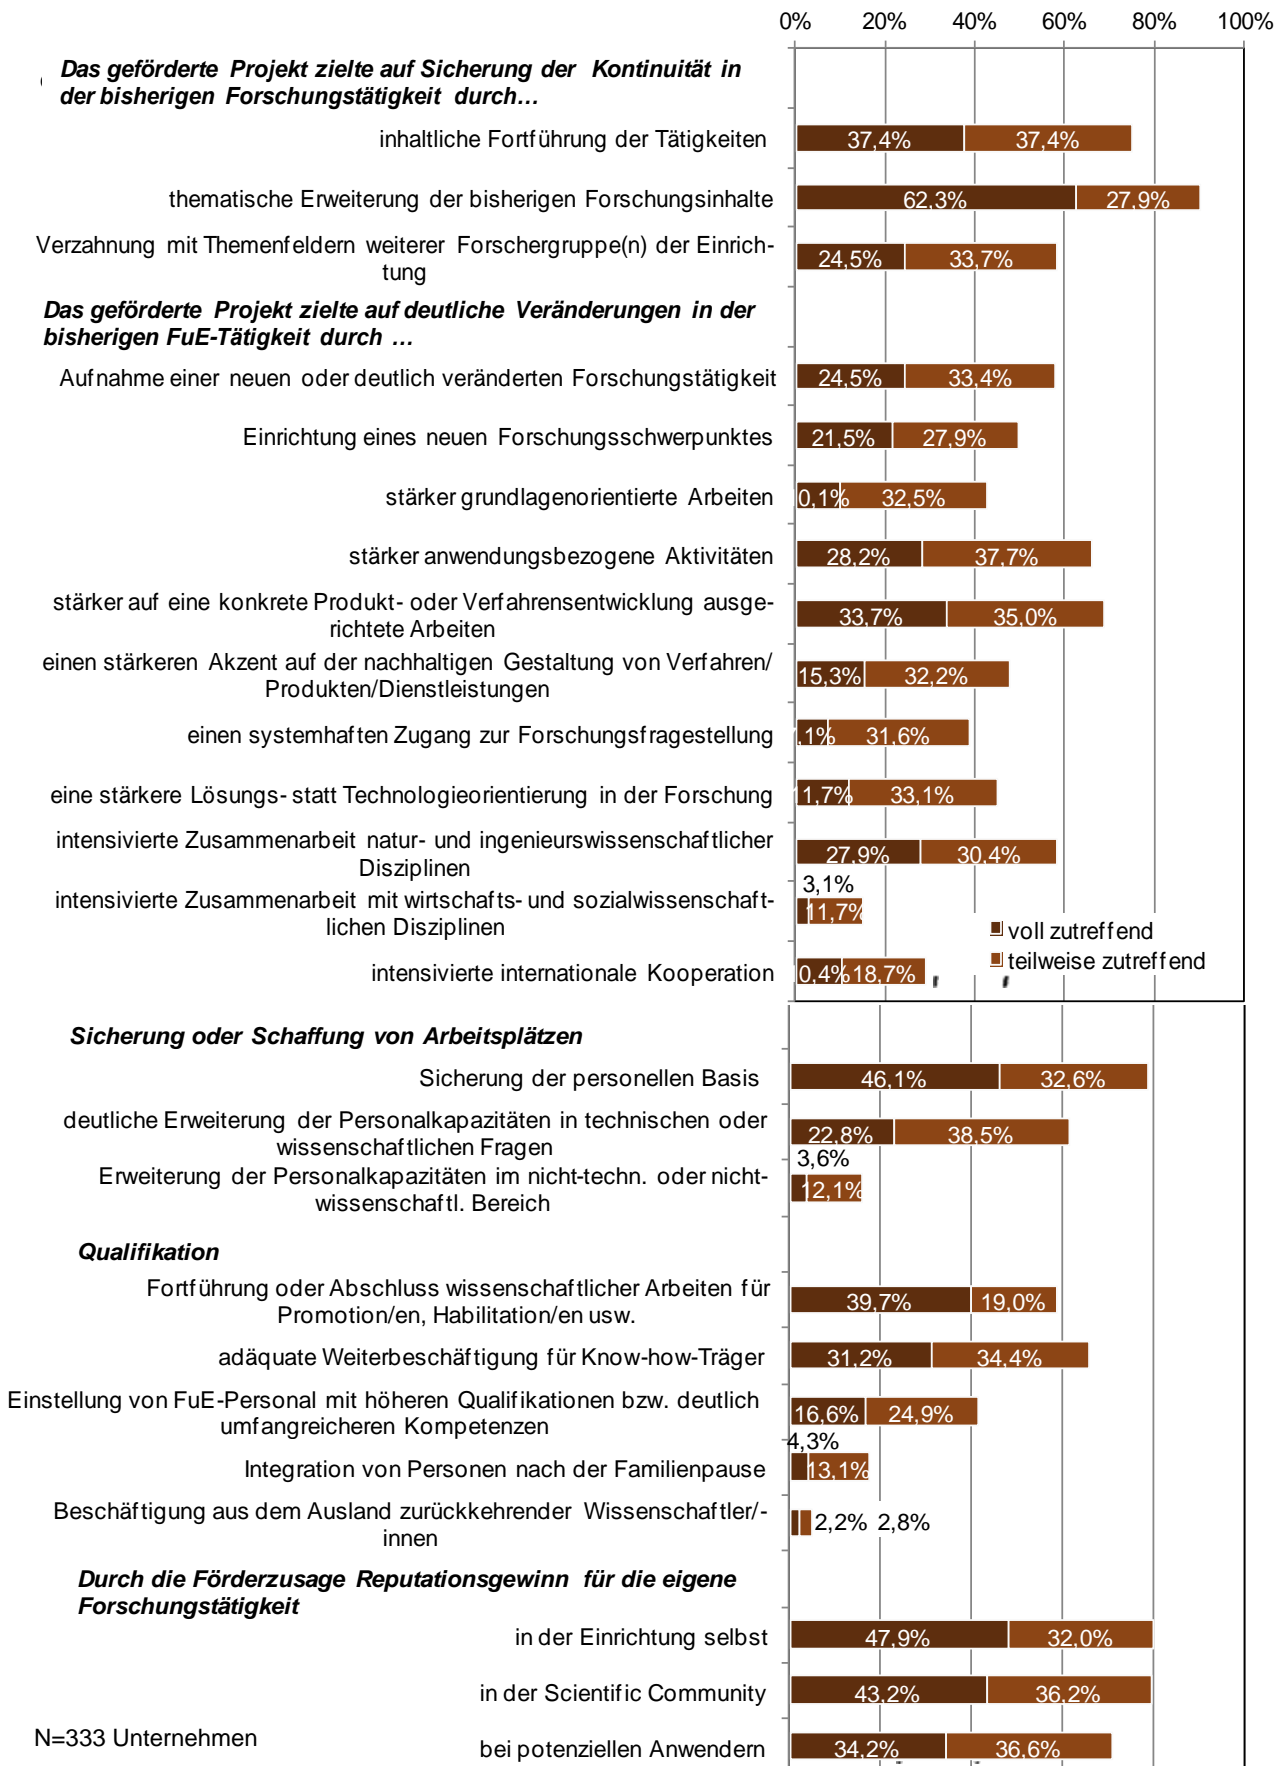 0% 20% 40% 60% 80% 100%
Das geförderte Projekt zielte auf Sicherung der Kontinuität in
der bisherigen Forschungstätigkeit durch…
inhaltliche Fortführung der Tätigkeiten 37,4% 37,4%
thematische Erweiterung der bisherigen Forschungsinhalte 62,3% 27,9%
Verzahnung mit Themenfeldern weiterer Forschergruppe(n) der Einrich-
tung 24,5% 33,7%
Das geförderte Projekt zielte auf deutliche Veränderungen in der
bisherigen FuE-Tätigkeit durch …
Aufnahme einer neuen oder deutlich veränderten Forschungstätigkeit 24,5% 33,4%
Einrichtung eines neuen Forschungsschwerpunktes 21,5% 27,9%
stärker grundlagenorientierte Arbeiten 0,1% 32,5%
stärker anwendungsbezogene Aktivitäten 28,2% 37,7%
stärker auf eine konkrete Produkt- oder Verfahrensentwicklung ausge-
richtete Arbeiten 33,7% 35,0%
einen stärkeren Akzent auf der nachhaltigen Gestaltung von Verfahren/
Produkten/Dienstleistungen 15,3% 32,2%
einen systemhaften Zugang zur Forschungsfragestellung ,1% 31,6%
eine stärkere Lösungs- statt Technologieorientierung in der Forschung 1,7% 33,1%
intensivierte Zusammenarbeit natur- und ingenieurswissenschaftlicher
Disziplinen 27,9% 30,4%
3,1%
intensivierte Zusammenarbeit mit wirtschafts- und sozialwissenschaft-
lichen Disziplinen 11,7%
voll zutreffend
teilweise zutreffend
intensivierte internationale Kooperation 0,4% 18,7%
Sicherung oder Schaffung von Arbeitsplätzen
Sicherung der personellen Basis 46,1% 32,6%
deutliche Erweiterung der Personalkapazitäten in technischen oder
wissenschaftlichen Fragen 22,8% 38,5%
3,6%
Erweiterung der Personalkapazitäten im nicht-techn. oder nicht-
wissenschaftl. Bereich 12,1%
Qualifikation
Fortführung oder Abschluss wissenschaftlicher Arbeiten für
Promotion/en, Habilitation/en usw. 39,7% 19,0%
adäquate Weiterbeschäftigung für Know-how-Träger 31,2% 34,4%
Einstellung von FuE-Personal mit höheren Qualifikationen bzw. deutlich
umfangreicheren Kompetenzen 16,6% 24,9%
4,3%
Integration von Personen nach der Familienpause 13,1%
Beschäftigung aus dem Ausland zurückkehrender Wissenschaftler/-
innen 2,2% 2,8%
Durch die Förderzusage Reputationsgewinn für die eigene
Forschungstätigkeit
in der Einrichtung selbst 47,9% 32,0%
in der Scientific Community 43,2% 36,2%
N=333 Unternehmen
bei potenziellen Anwendern 34,2% 36,6%